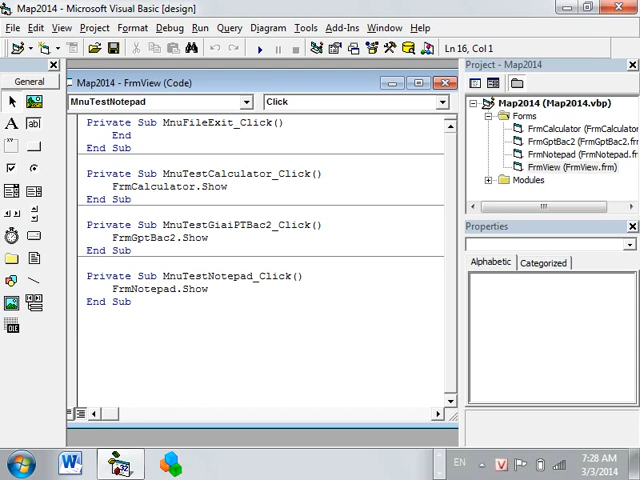 Map2014 - Microsoft Visual Basic [design]
File Edit View Project Format Debug Run Query Diagram Tools Add-Ins Window Help
Ln 16, Col 1
General
Map2014 - FrmView (Code)
MnuTestNotepad Click
Private Sub MnuFileExit_Click()
End
End Sub
Private Sub MnuTestCalculator_Click()
FrmCalculator.Show
End Sub
Private Sub MnuTestGiaiPTBac2_Click()
FrmGptBac2.Show
End Sub
Private Sub MnuTestNotepad_Click()
FrmNotepad.Show
End Sub
Project - Map2014
Map2014 (Map2014.vbp)
Forms
FrmCalculator (FrmCalculator
FrmGptBac2 (FrmGptBac2.fr
FrmNotepad (FrmNotepad.fr
FrmView (FrmView.frm)
Modules
Properties
Alphabetic Categorized
A
ab
OLE
W
32
EN
V
7:28 AM
3/3/2014